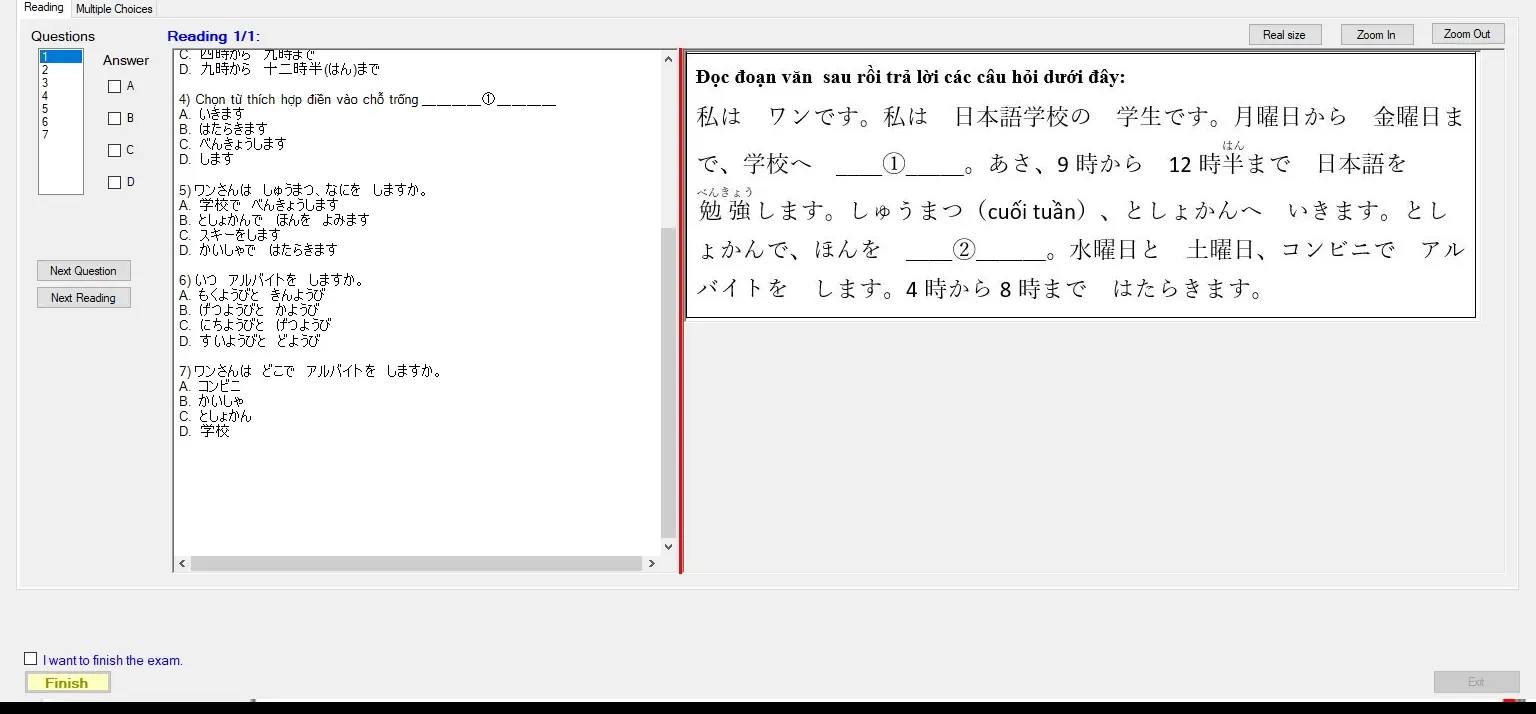 Reading
Multiple Choices
Questions
1
2
3
4
5
6
7
Answer
A
B
C
D
Next Question
Next Reading
Reading 1/1:
C. 四時から　九時まで
D. 九時から　十二時半(はん)まで
4) Chọn từ thích hợp điền vào chỗ trống ________①________
A. いきます
B. はたらきます
C. べんきょうします
D. します
5)ワンさんは　しゅうまつ、なにを　しますか。
A. 学校で　べんきょうします
B. としょかんで　ほんを　よみます
C. スキーをします
D. かいしゃで　はたらきます
6)いつ　アルバイトを　しますか。
A. もくようびと　きんようび
B. げつようびと　かようび
C. にちようびと　げつようび
D. すいようびと　どようび
7)ワンさんは　どこで　アルバイトを　しますか。
A. コンビニ
B. かいしゃ
C. としょかん
D. 学校
Real size
Zoom In
Zoom Out
Đọc đoạn văn sau rồi trả lời các câu hỏi dưới đây:
私は　ワンです。私は　日本語学校の　学生です。月曜日から　金曜日ま
はん
で、学校へ　____①_____。あさ、9 時から　12 時半まで　日本語を
べんきょう
勉強します。しゅうまつ（cuối tuần）、としょかんへ　いきます。とし
ょかんで、ほんを　____②______。水曜日と　土曜日、コンビニで　アル
バイトを　します。4 時から 8 時まで　はたらきます。
I want to finish the exam.
Finish
Exit